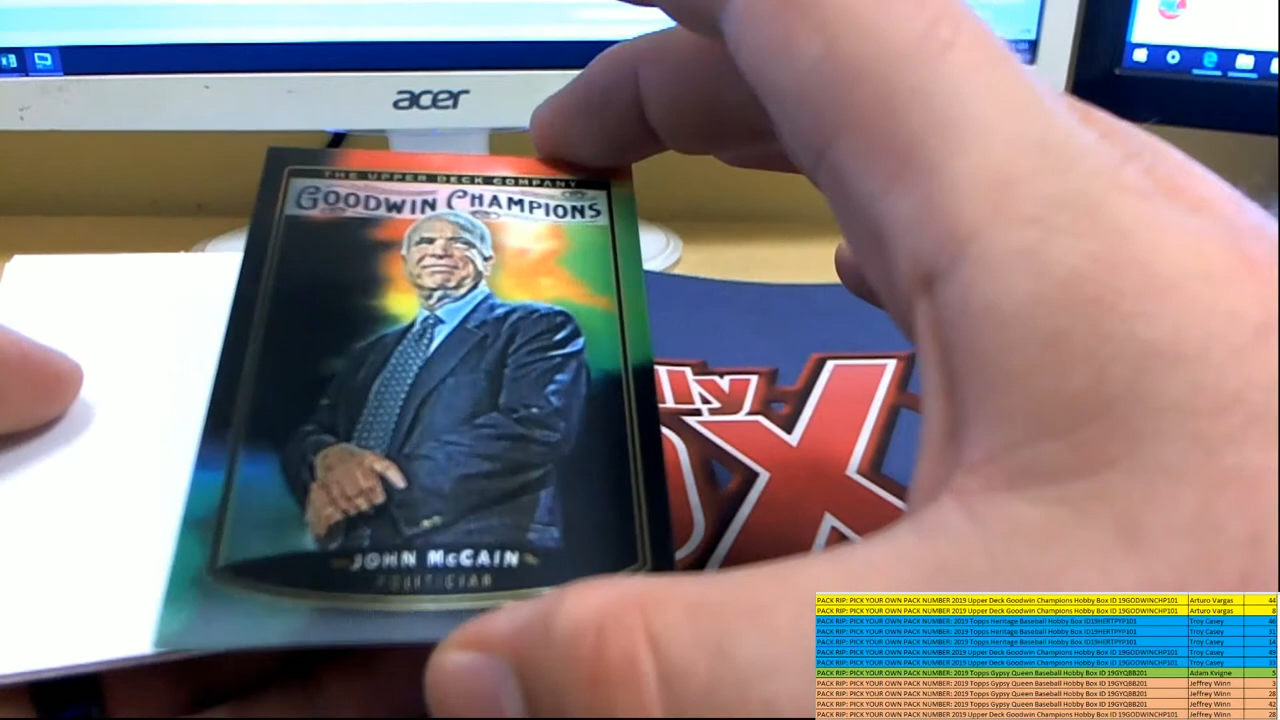 acer
THE UPPER DECK COMPANY
GOODWIN CHAMPIONS
JOHN McCAIN
lly
OX
PACK RIP: PICK YOUR OWN PACK NUMBER 2019 Upper Deck Goodwin Champions Hobby Box ID 19GODWINCHP101 Arturo Vargas 44
PACK RIP: PICK YOUR OWN PACK NUMBER 2019 Upper Deck Goodwin Champions Hobby Box ID 19GODWINCHP101 Arturo Vargas 8
PACK RIP: PICK YOUR OWN PACK NUMBER: 2019 Topps Heritage Baseball Hobby Box ID19HERTPYP101 Troy Casey 46
PACK RIP: PICK YOUR OWN PACK NUMBER: 2019 Topps Heritage Baseball Hobby Box ID19HERTPYP101 Troy Casey 31
PACK RIP: PICK YOUR OWN PACK NUMBER: 2019 Topps Heritage Baseball Hobby Box ID19HERTPYP101 Troy Casey 14
PACK RIP: PICK YOUR OWN PACK NUMBER 2019 Upper Deck Goodwin Champions Hobby Box ID 19GODWINCHP101 Troy Casey 49
PACK RIP: PICK YOUR OWN PACK NUMBER 2019 Upper Deck Goodwin Champions Hobby Box ID 19GODWINCHP101 Troy Casey 33
PACK RIP: PICK YOUR OWN PACK NUMBER: 2019 Topps Gypsy Queen Baseball Hobby Box ID 19GYQBB201 Adam Kvigne 5
PACK RIP: PICK YOUR OWN PACK NUMBER: 2019 Topps Gypsy Queen Baseball Hobby Box ID 19GYQBB201 Jeffrey Winn 3
PACK RIP: PICK YOUR OWN PACK NUMBER: 2019 Topps Gypsy Queen Baseball Hobby Box ID 19GYQBB201 Jeffrey Winn 28
PACK RIP: PICK YOUR OWN PACK NUMBER: 2019 Topps Gypsy Queen Baseball Hobby Box ID 19GYQBB201 Jeffrey Winn 42
PACK RIP: PICK YOUR OWN PACK NUMBER 2019 Upper Deck Goodwin Champions Hobby Box ID 19GODWINCHP101 Jeffrey Winn 28